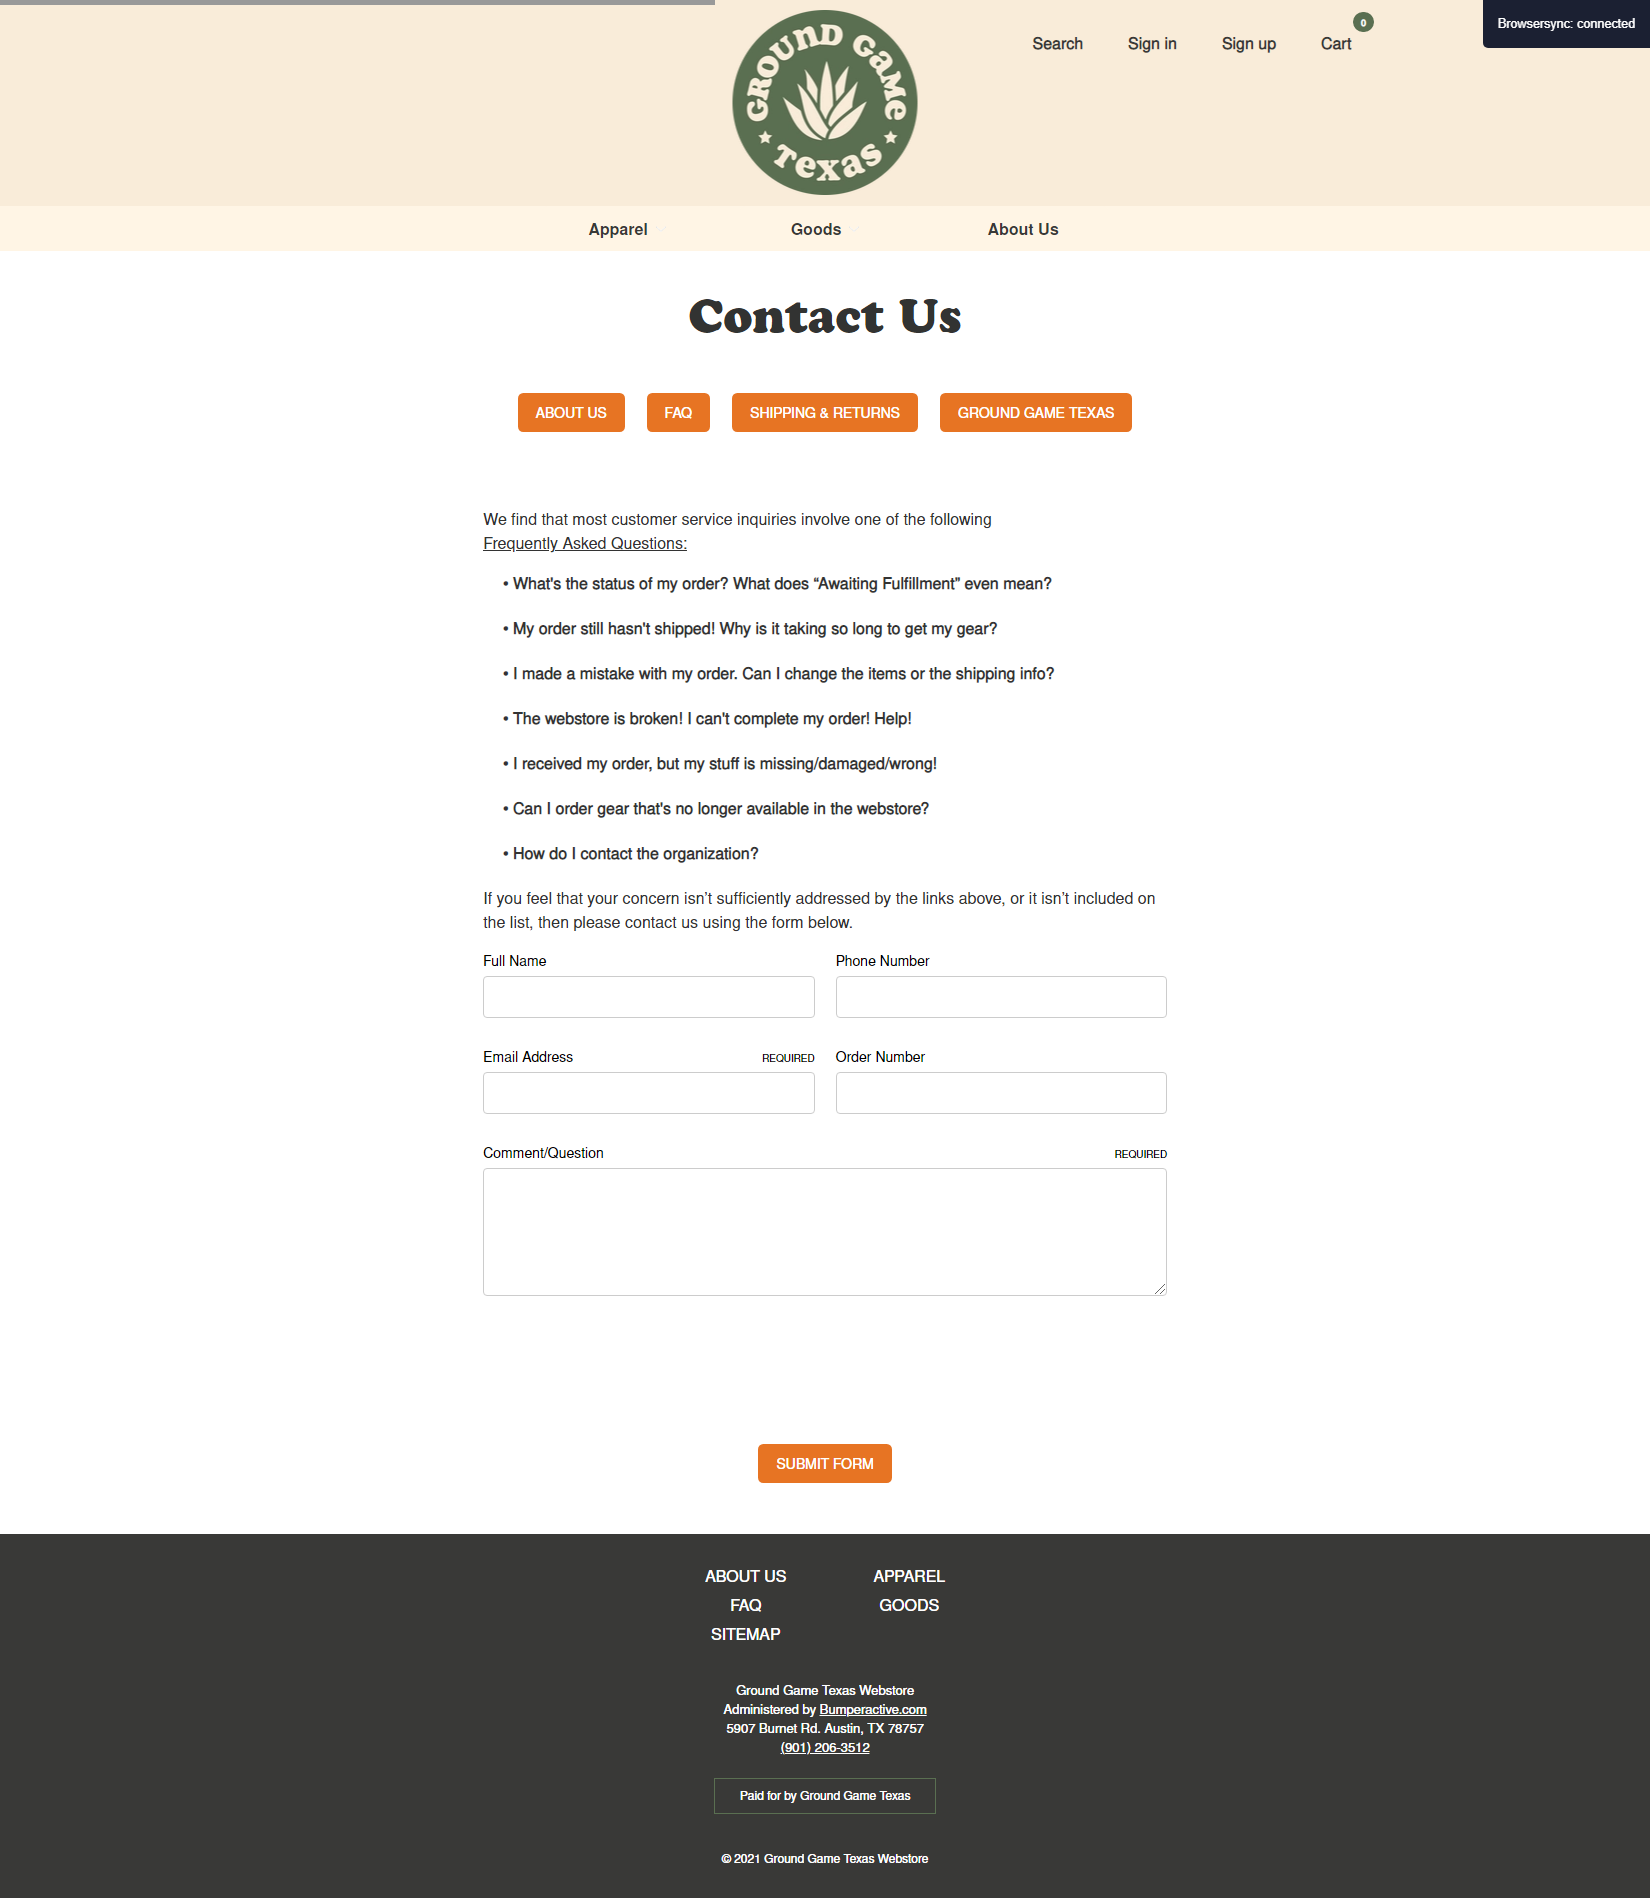 GROUND GAME
TEXAS
Search
Sign in
Sign up
Cart
0
Browsersync: connected
Apparel
Goods
About Us
Contact Us
ABOUT US
FAQ
SHIPPING & RETURNS
GROUND GAME TEXAS
We find that most customer service inquiries involve one of the following
Frequently Asked Questions:
• What's the status of my order? What does “Awaiting Fulfillment” even mean?
• My order still hasn't shipped! Why is it taking so long to get my gear?
• I made a mistake with my order. Can I change the items or the shipping info?
• The webstore is broken! I can't complete my order! Help!
• I received my order, but my stuff is missing/damaged/wrong!
• Can I order gear that's no longer available in the webstore?
• How do I contact the organization?
If you feel that your concern isn’t sufficiently addressed by the links above, or it isn’t included on
the list, then please contact us using the form below.
Full Name
Phone Number
Email Address
REQUIRED
Order Number
Comment/Question
REQUIRED
SUBMIT FORM
ABOUT US
FAQ
SITEMAP
APPAREL
GOODS
Ground Game Texas Webstore
Administered by Bumperactive.com
5907 Burnet Rd. Austin, TX 78757
(901) 206-3512
Paid for by Ground Game Texas
© 2021 Ground Game Texas Webstore